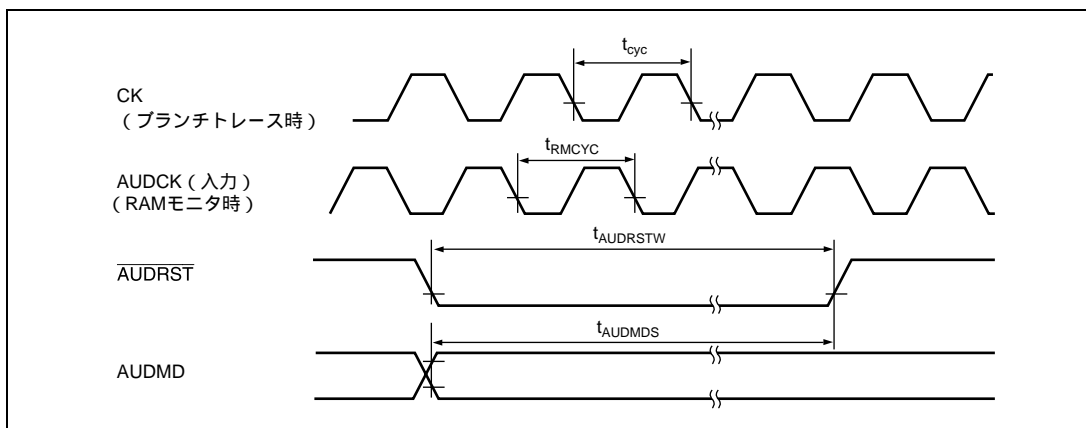 tcyc
CK
（ブランチトレース時）
tRMCYC
AUDCK（入力）
（RAMモニタ時）
tAUDRSTW
AUDRST
tAUDMDS
AUDMD